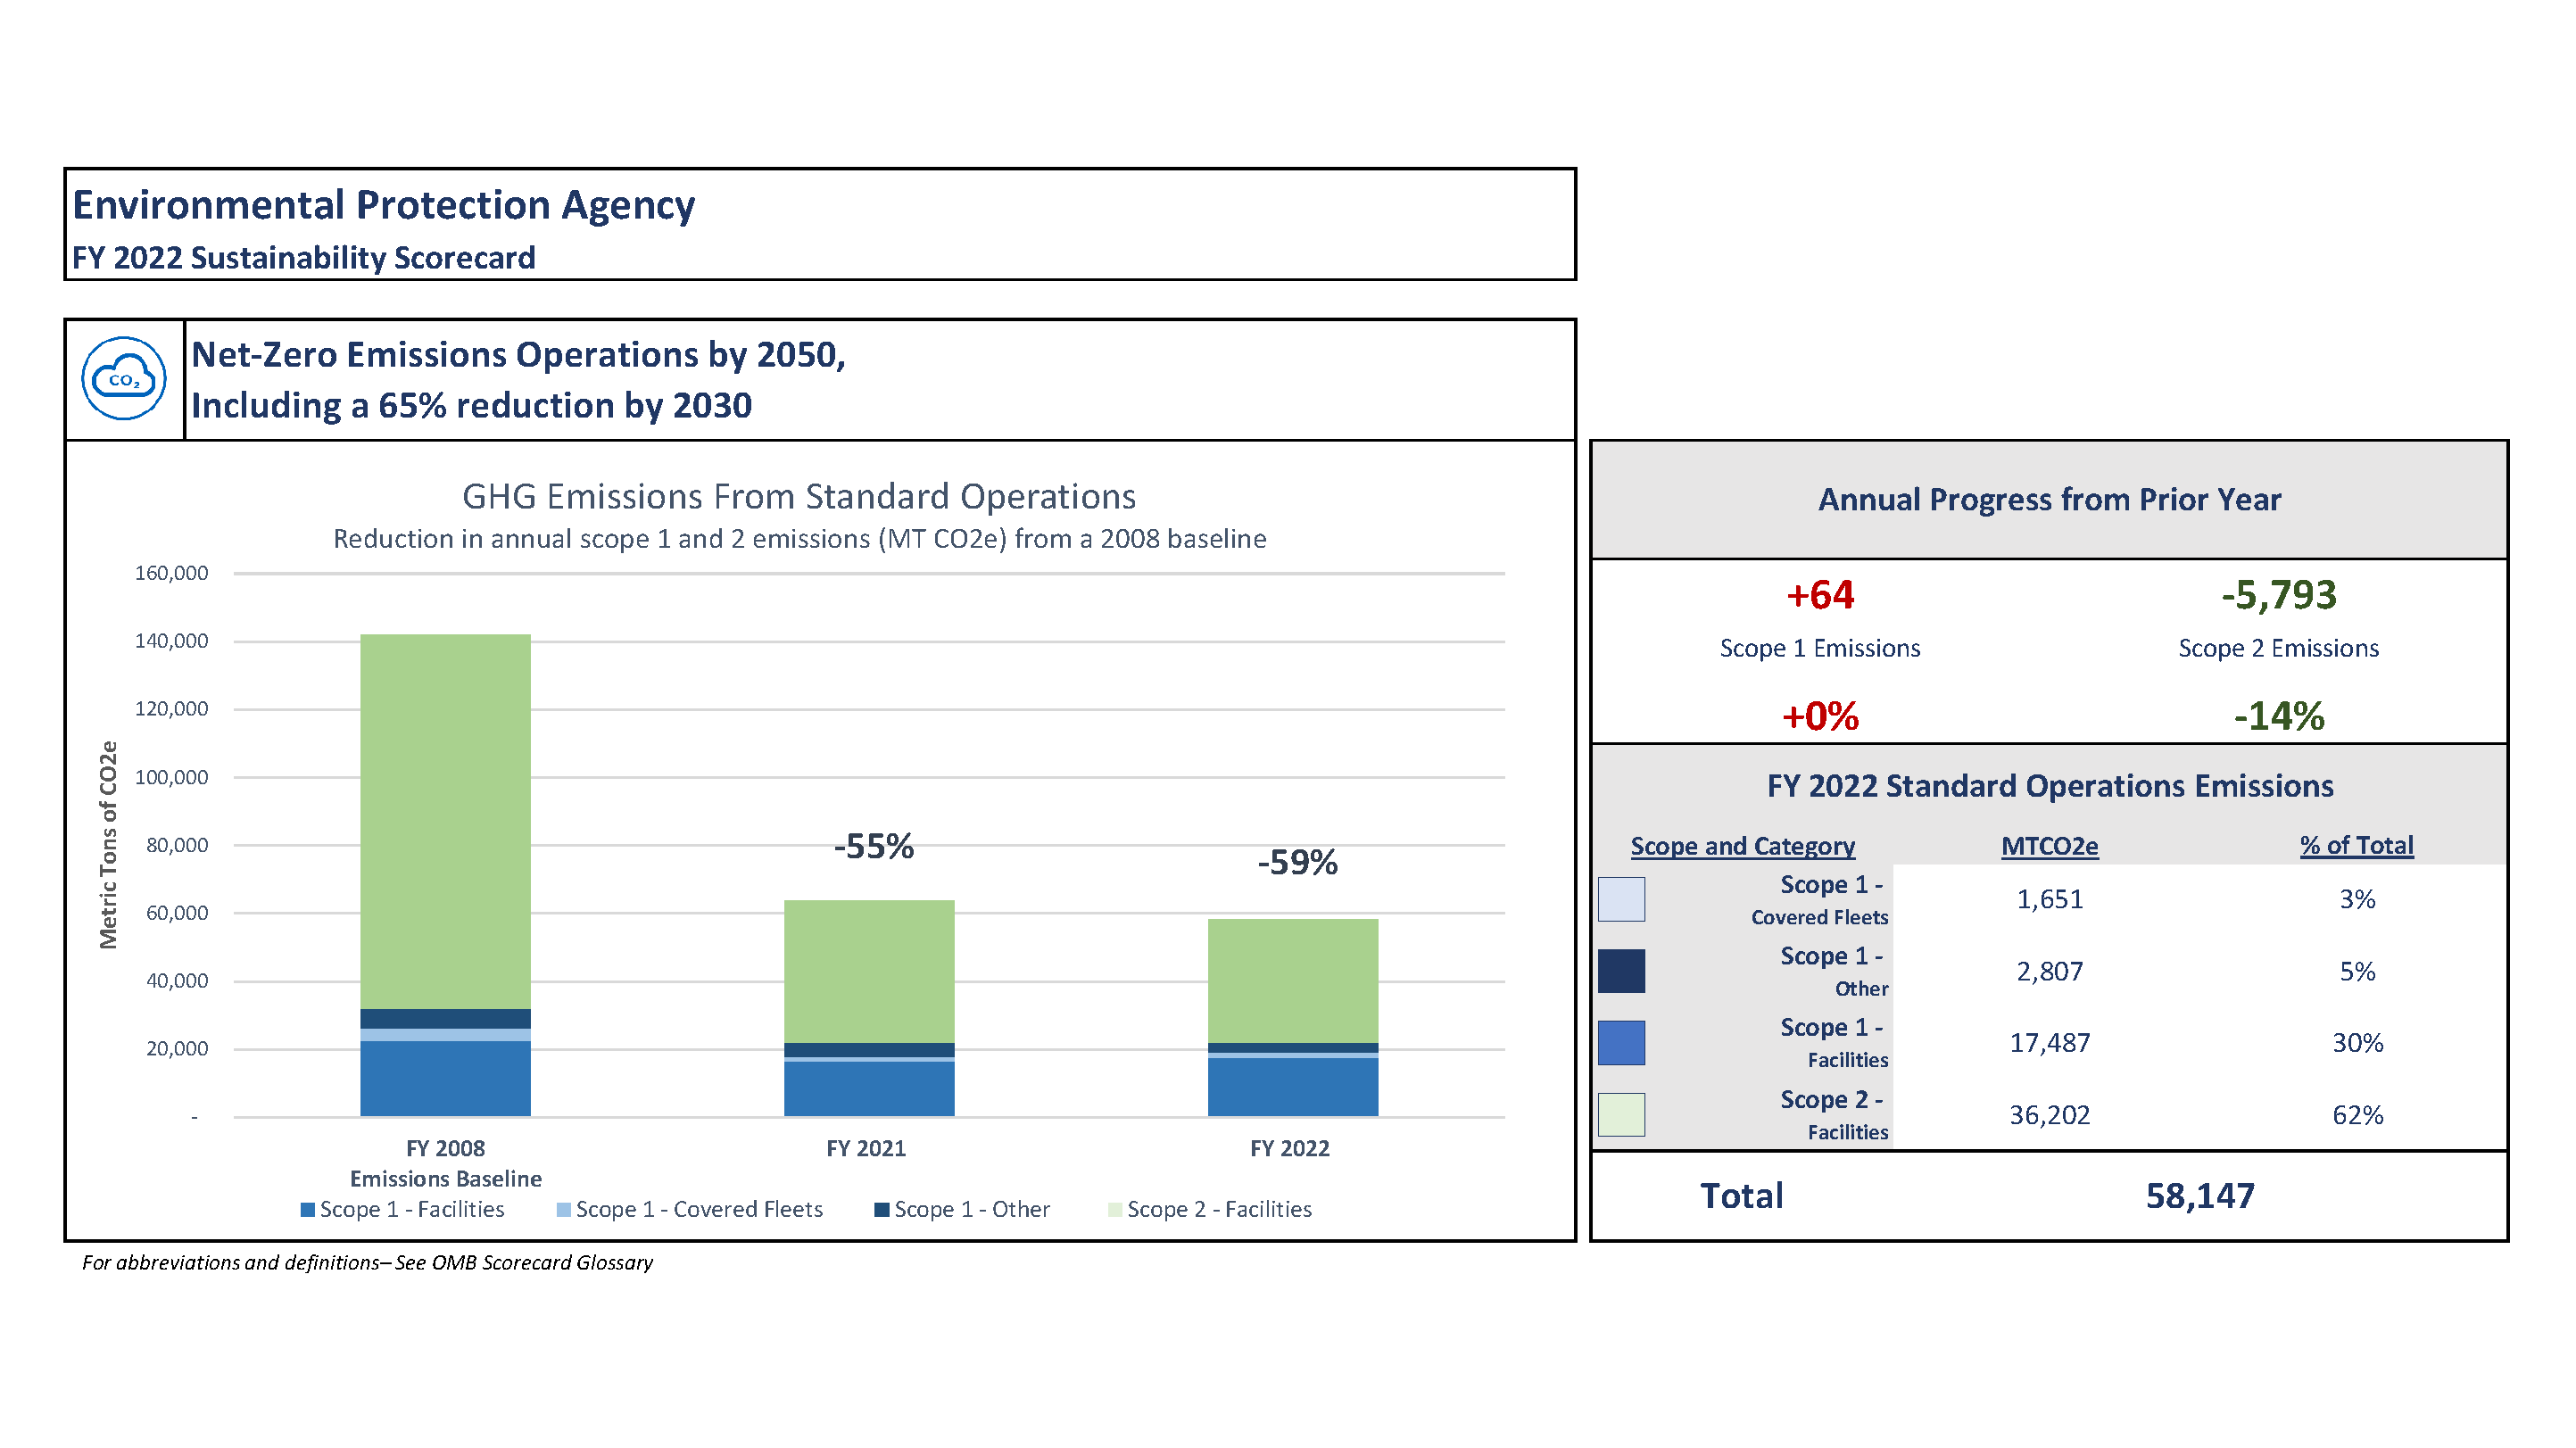 Environmental Protection Agency
FY 2022 Sustainability Scorecard
CO2
Net-Zero Emissions Operations by 2050,
Including a 65% reduction by 2030
GHG Emissions From Standard Operations
Reduction in annual scope 1 and 2 emissions (MT CO2e) from a 2008 baseline
Metric Tons of CO2e
160,000
140,000
120,000
100,000
80,000
60,000
40,000
20,000
-
-55%
-59%
FY 2008
Emissions Baseline
FY 2021
FY 2022
Scope 1 - Facilities
Scope 1 - Covered Fleets
Scope 1 - Other
Scope 2 - Facilities
Annual Progress from Prior Year
+64
-5,793
Scope 1 Emissions
Scope 2 Emissions
+0%
-14%
FY 2022 Standard Operations Emissions
Scope and Category MTCO2e % of Total
Scope 1 -
Covered Fleets
1,651 3%
Scope 1 -
Other
2,807 5%
Scope 1 -
Facilities
17,487 30%
Scope 2 -
Facilities
36,202 62%
Total 58,147
For abbreviations and definitions– See OMB Scorecard Glossary